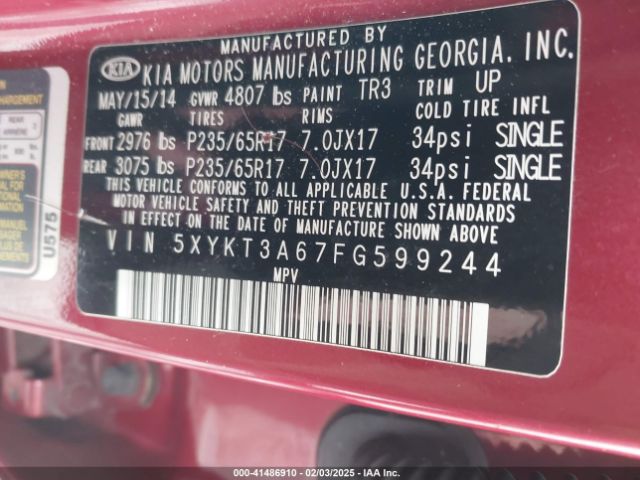 MANUFACTURED BY
KIA KIA MOTORS MANUFACTURING GEORGIA, INC.
MAY/15/14 GVWR 4807 lbs PAINT TR3 TRIM UP
GAWR TIRES RIMS COLD TIRE INFL
FRONT 2976 lbs P235/65R17 7.0JX17 34psi SINGLE
REAR 3075 lbs P235/65R17 7.0JX17 34psi SINGLE
THIS VEHICLE CONFORMS TO ALL APPLICABLE U.S.A. FEDERAL
MOTOR VEHICLE SAFETY AND THEFT PREVENTION STANDARDS
IN EFFECT ON THE DATE OF MANUFACTURE SHOWN ABOVE
VIN 5XYKT3A67FG599244
MPV
U575
000-41486910 - 02/03/2025 - IAA Inc.